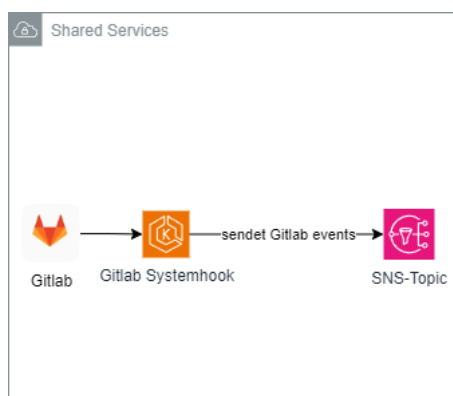 Shared Services
sendet Gitlab events
Gitlab
Gitlab Systemhook
SNS-Topic
K